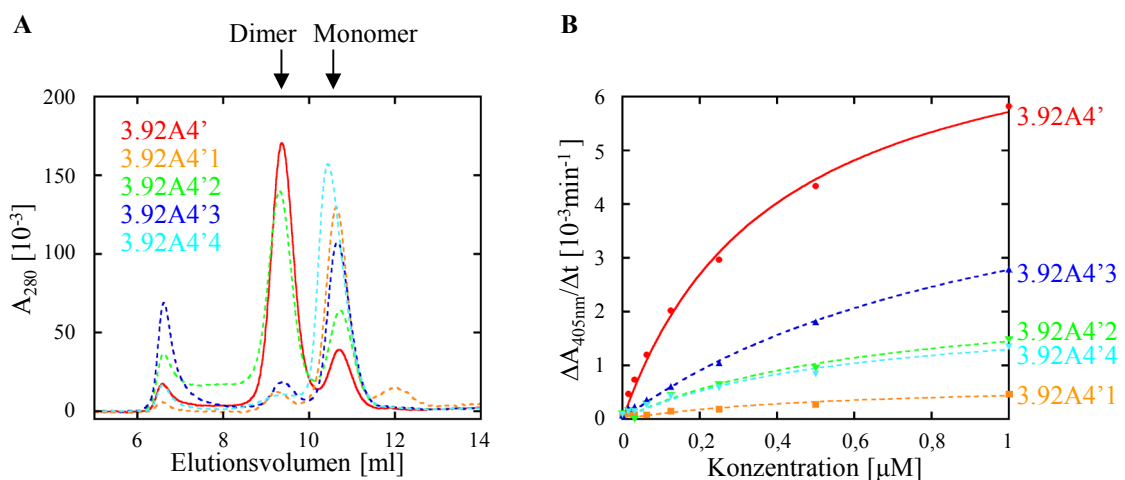 A
Dimer Monomer
200
150
100
50
0
A280 [10-3]
3.92A4'
3.92A4'1
3.92A4'2
3.92A4'3
3.92A4'4
6 8 10 12 14
Elutionsvolumen [ml]
B
6
5
4
3
2
1
0
ΔA405nm/Δt [10-3min-1]
3.92A4'
3.92A4'3
3.92A4'2
3.92A4'4
3.92A4'1
0 0,2 0,4 0,6 0,8 1
Konzentration [μM]